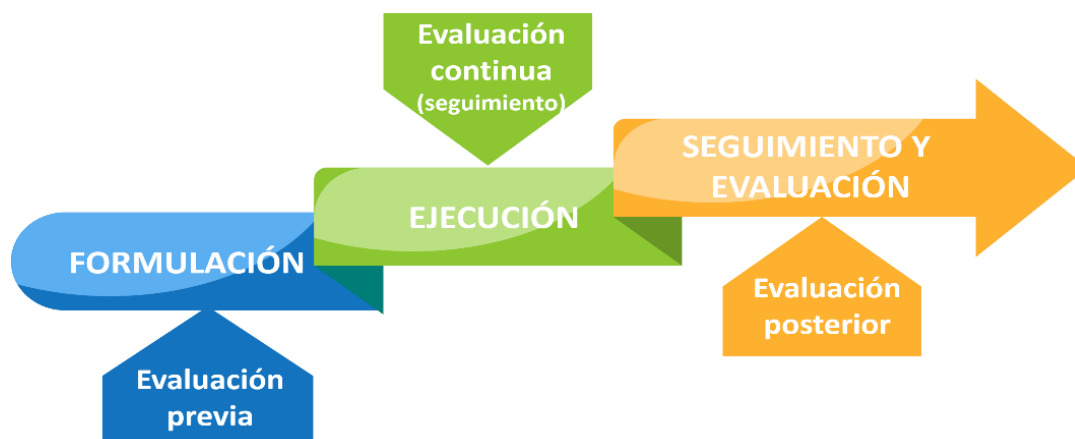 Evaluación
continua
(seguimiento)
SEGUIMIENTO Y
EVALUACIÓN
EJECUCIÓN
FORMULACIÓN
Evaluación
posterior
Evaluación
previa